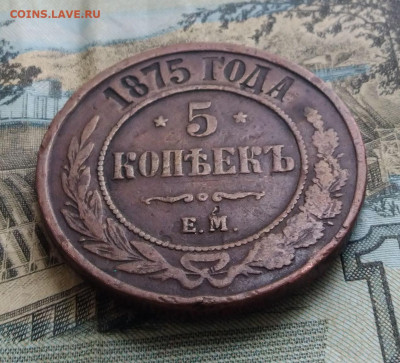 COINS.LAVE.RU
1875 ГОДА
5
КОПѢЕКЪ
Е.М.